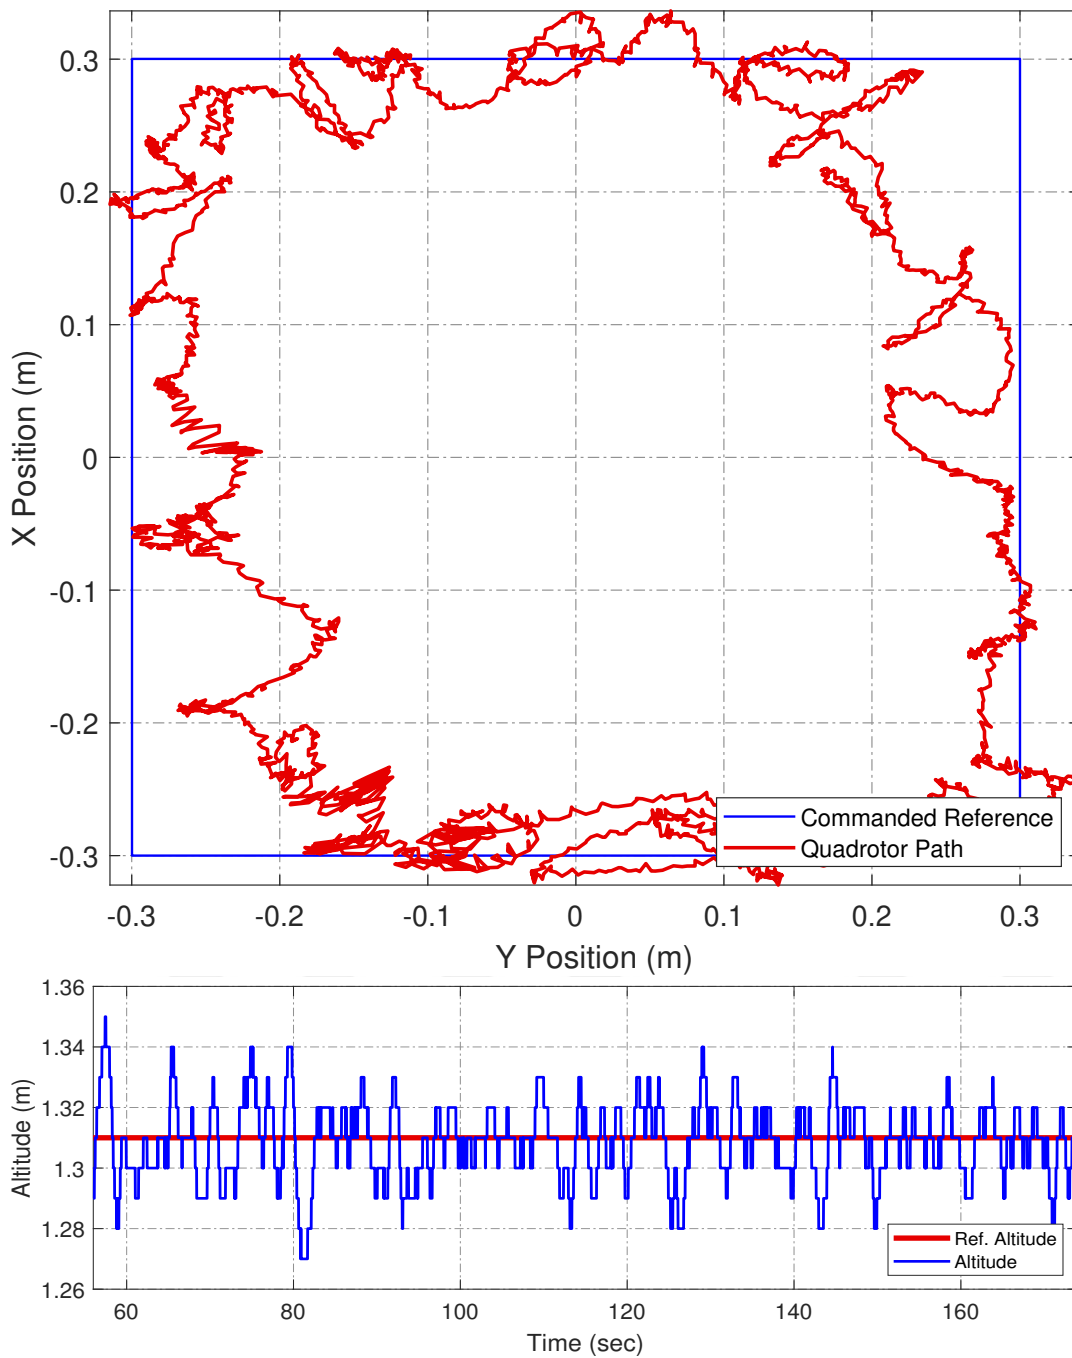 0.3
0.2
0.1
0
-0.1
-0.2
-0.3
X Position (m)
Commanded Reference
Quadrotor Path
-0.3 -0.2 -0.1 0 0.1 0.2 0.3
Y Position (m)
1.36
1.34
1.32
1.3
1.28
1.26
Altitude (m)
Ref. Altitude
Altitude
60 80 100 120 140 160
Time (sec)